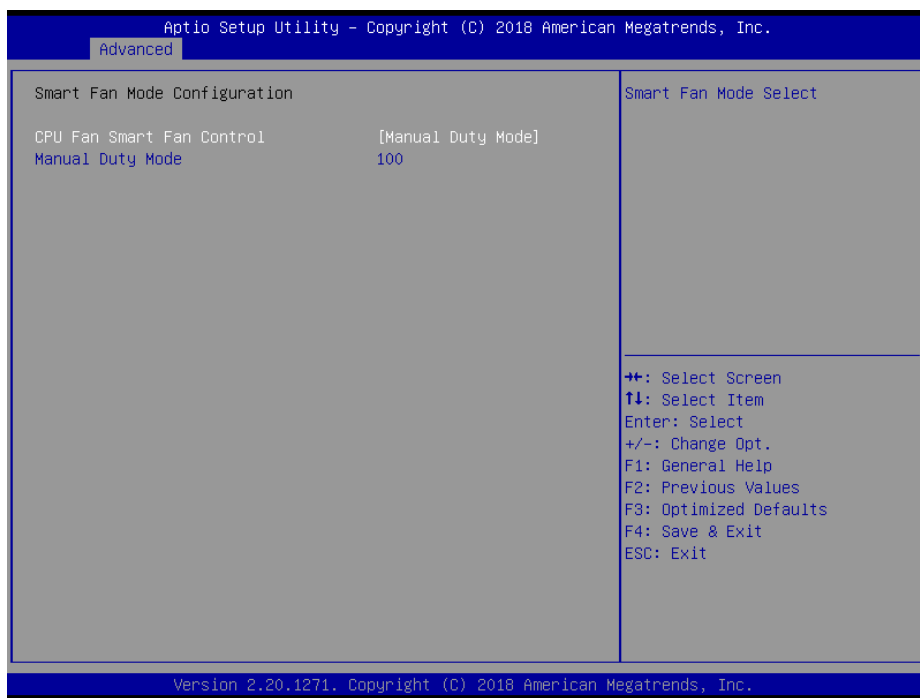 Aptio Setup Utility – Copyright (C) 2018 American Megatrends, Inc.
Advanced
Smart Fan Mode Configuration
CPU Fan Smart Fan Control [Manual Duty Mode]
Manual Duty Mode 100
Smart Fan Mode Select
→←: Select Screen
↑↓: Select Item
Enter: Select
+/-: Change Opt.
F1: General Help
F2: Previous Values
F3: Optimized Defaults
F4: Save & Exit
ESC: Exit
Version 2.20.1271. Copyright (C) 2018 American Megatrends, Inc.